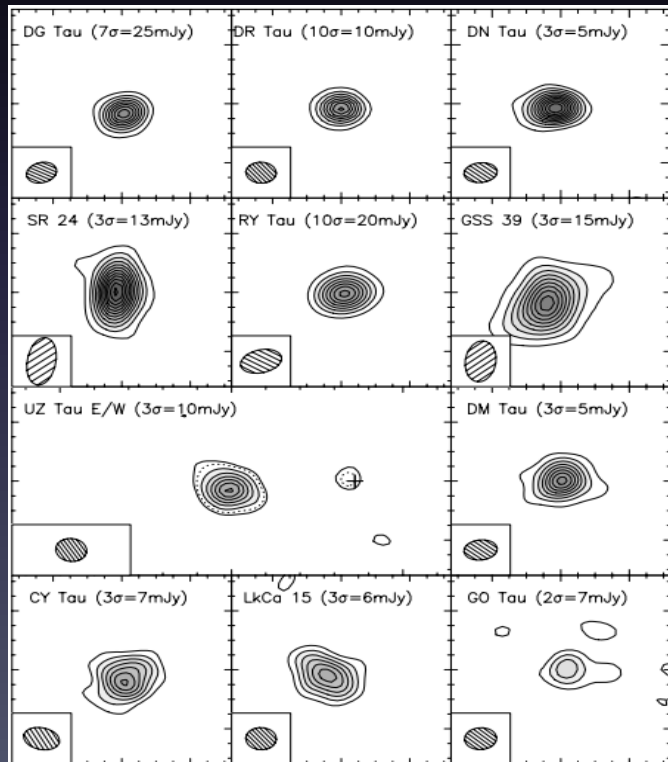 DG Tau (7σ=25mJy)
DR Tau (10σ=10mJy)
DN Tau (3σ=5mJy)
SR 24 (3σ=13mJy)
RY Tau (10σ=20mJy)
GSS 39 (3σ=15mJy)
UZ Tau E/W (3σ=10mJy)
DM Tau (3σ=5mJy)
CY Tau (3σ=7mJy)
LkCa 15 (3σ=6mJy)
GO Tau (2σ=7mJy)